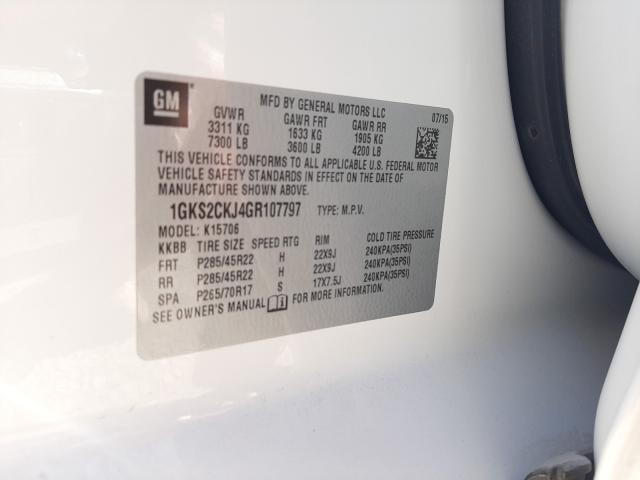 GM
MFD BY GENERAL MOTORS LLC
07/15
GVWR GAWR FRT GAWR RR
3311 KG 1633 KG 1905 KG
7300 LB 3600 LB 4200 LB
THIS VEHICLE CONFORMS TO ALL APPLICABLE U.S. FEDERAL MOTOR
VEHICLE SAFETY STANDARDS IN EFFECT ON THE DATE OF
MANUFACTURE SHOWN ABOVE.
1GKS2CKJ4GR107797 TYPE: M.P.V.
MODEL: K15706
KKBB TIRE SIZE SPEED RTG RIM COLD TIRE PRESSURE
FRT P285/45R22 H 22X9J 240KPA(35PSI)
RR P285/45R22 H 22X9J 240KPA(35PSI)
SPA P265/70R17 S 17X7.5J 240KPA(35PSI)
SEE OWNER'S MANUAL FOR MORE INFORMATION.